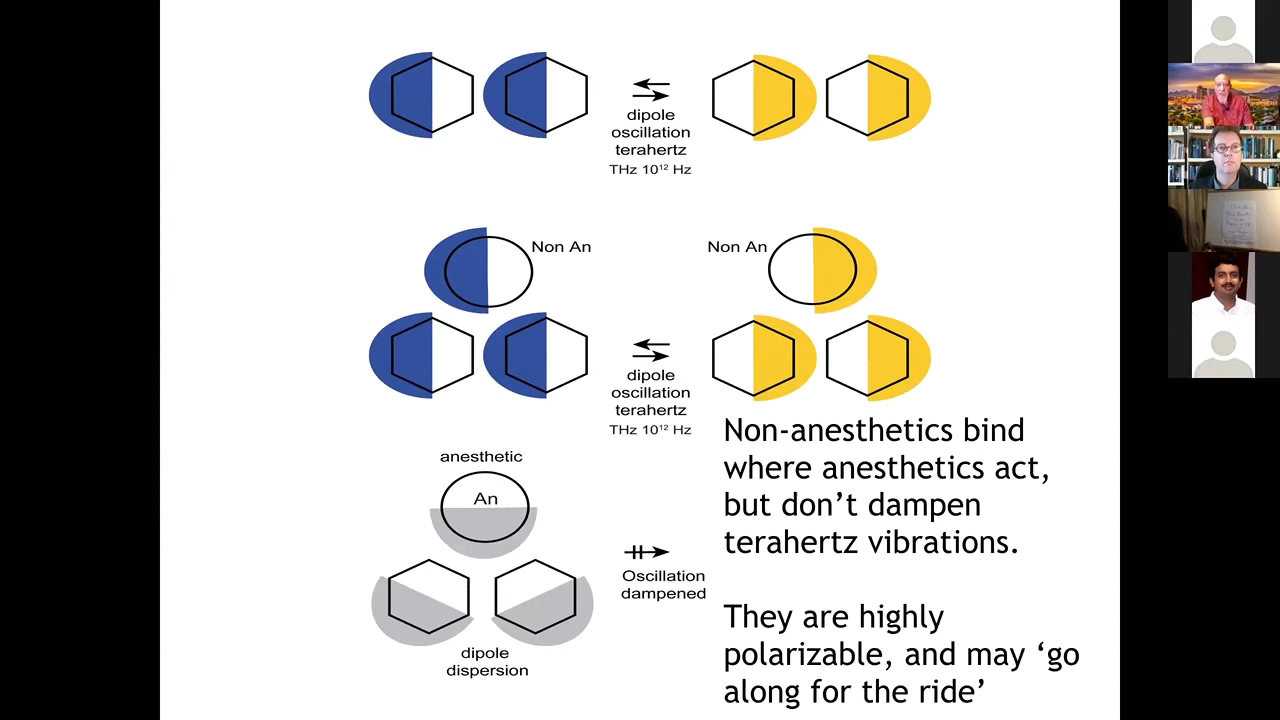 dipole
oscillation
terahertz
THz 10¹² Hz
Non An
Non An
dipole
oscillation
terahertz
THz 10¹² Hz
anesthetic
An
Oscillation
dampened
dipole
dispersion
Non-anesthetics bind
where anesthetics act,
but don’t dampen
terahertz vibrations.
They are highly
polarizable, and may ‘go
along for the ride’